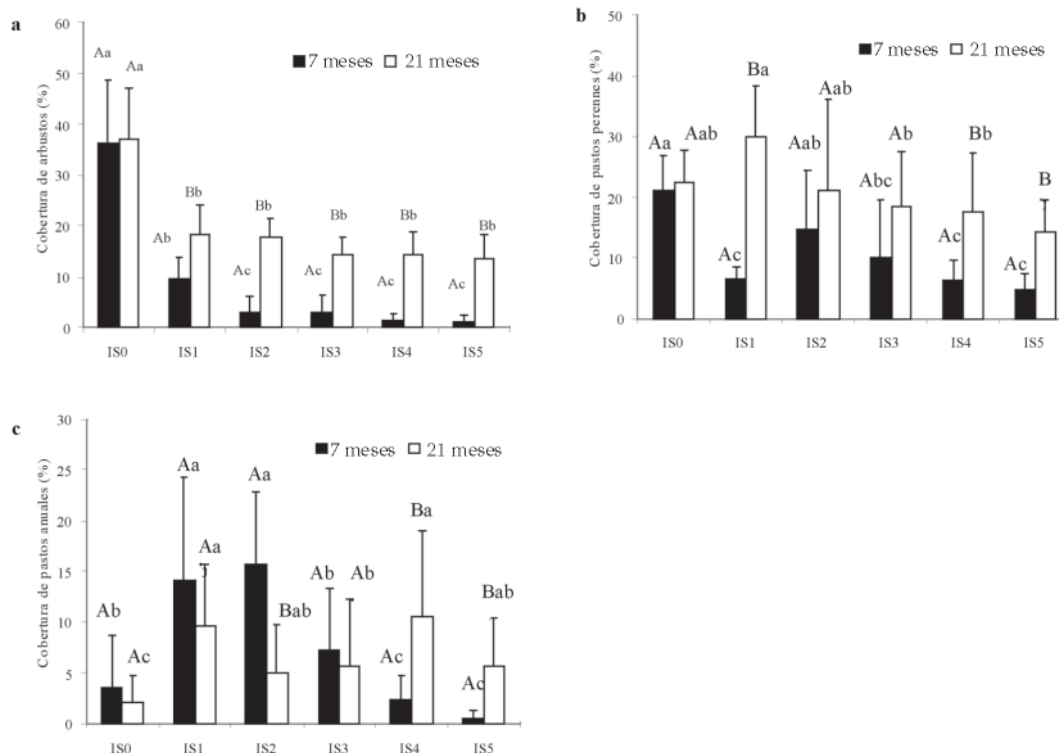 a
Cobertura de arbustos (%)
60
50
40
30
20
10
0
7 meses 21 meses
Aa Aa
Ab Bb
Ac Bb
Ac Bb
Ac Bb
Ac Bb
IS0 IS1 IS2 IS3 IS4 IS5
b
Cobertura de pastos perennes (%)
50
40
30
20
10
0
7 meses 21 meses
Aa Aab
Ac Ba
Aab Aab
Abc Ab
Ac Bb
Ac B
IS0 IS1 IS2 IS3 IS4 IS5
c
Cobertura de pastos anuales (%)
30
25
20
15
10
5
0
7 meses 21 meses
Ab Ac
Aa Aa
Aa Bab
Ab Ab
Ac Ba
Ac Bab
IS0 IS1 IS2 IS3 IS4 IS5